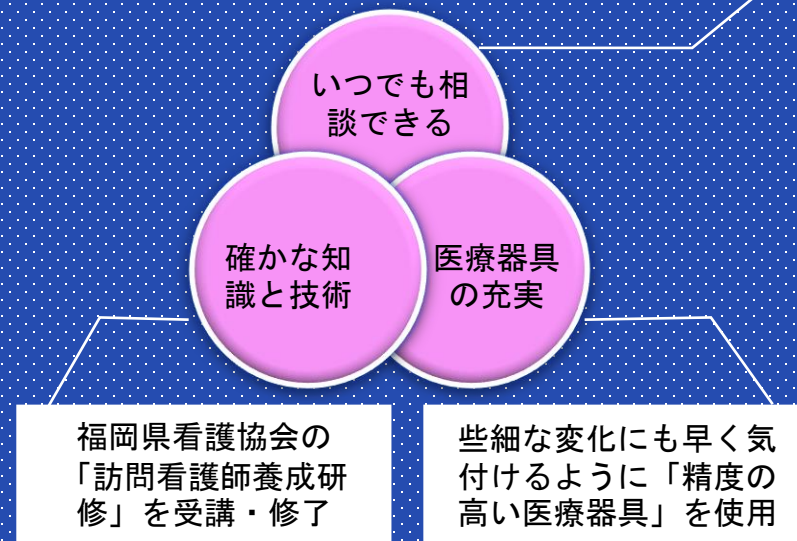 いつでも相
談できる
確かな知
識と技術
医療器具
の充実
福岡県看護協会の
「訪問看護師養成研
修」を受講・修了
些細な変化にも早く気
付けるように「精度の
高い医療器具」を使用